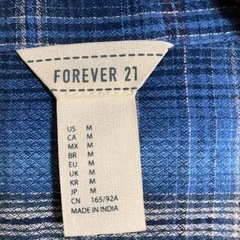 FOREVER 21
US M
CA M
MX M
BR M
EU M
UK M
KR M
JP M
CN 165/92A
MADE IN INDIA